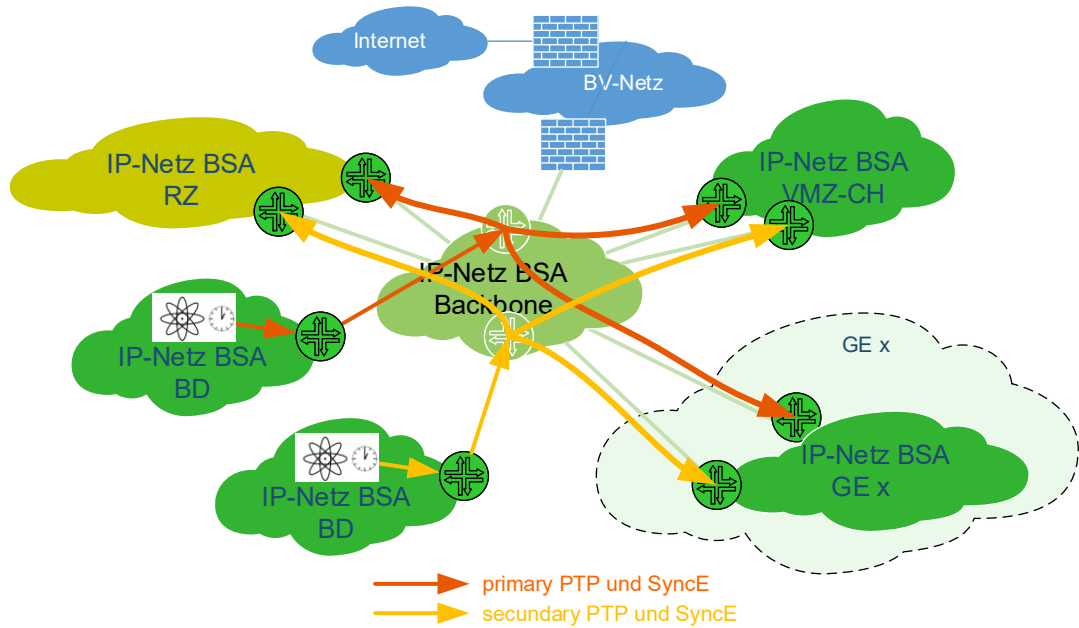 Internet
BV-Netz
IP-Netz BSA
RZ
IP-Netz BSA
VMZ-CH
IP-Netz BSA
Backbone
IP-Netz BSA
BD
GE x
IP-Netz BSA
GE x
IP-Netz BSA
BD
primary PTP und SyncE
secundary PTP und SyncE